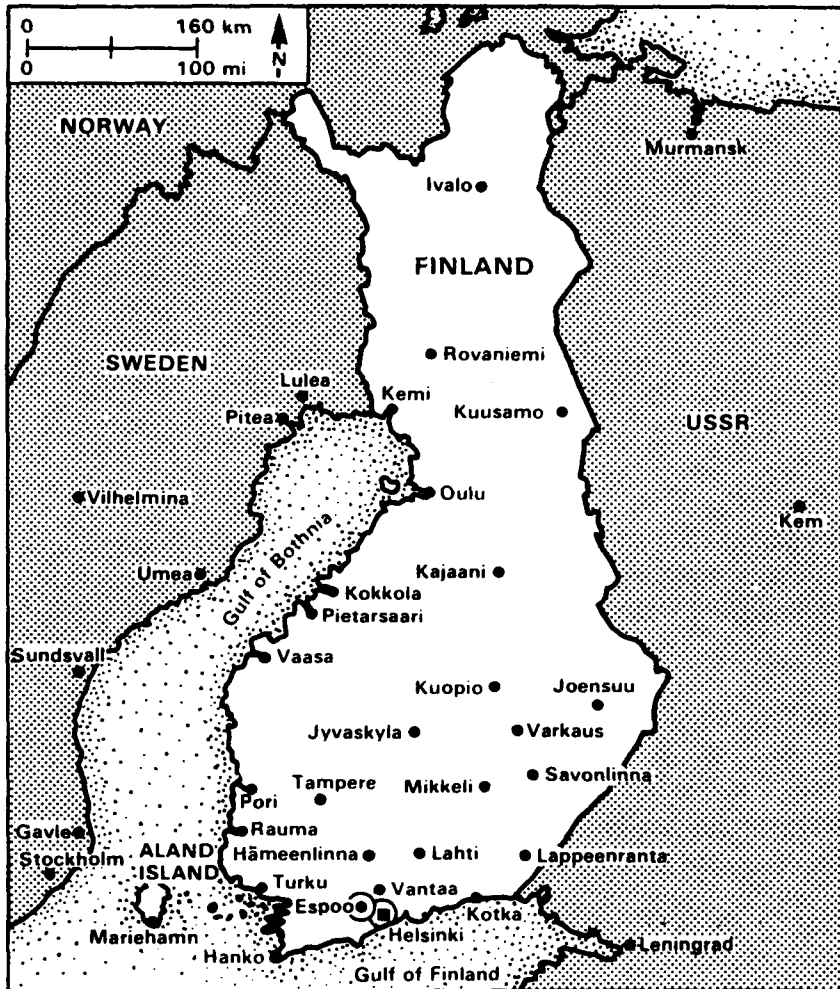 0 160 km
0 100 mi
N
NORWAY
Murmansk
Ivalo
FINLAND
Rovaniemi
SWEDEN
Lulea
Kemi
Pitea
Kuusamo
USSR
Vilhelmina
Oulu
Kem
Gulf of Bothnia
Umea
Kajaani
Kokkola
Pietarsaari
Sundsvall
Vaasa
Kuopio
Joensuu
Jyvaskyla
Varkaus
Tampere
Mikkeli
Savonlinna
Pori
Gavle
Rauma
Stockholm
ALAND
ISLAND
Hämeenlinna
Lahti
Lappeenranta
Turku
Vantaa
Espoo
Kotka
Mariehamn
Helsinki
Hanko
Leningrad
Gulf of Finland